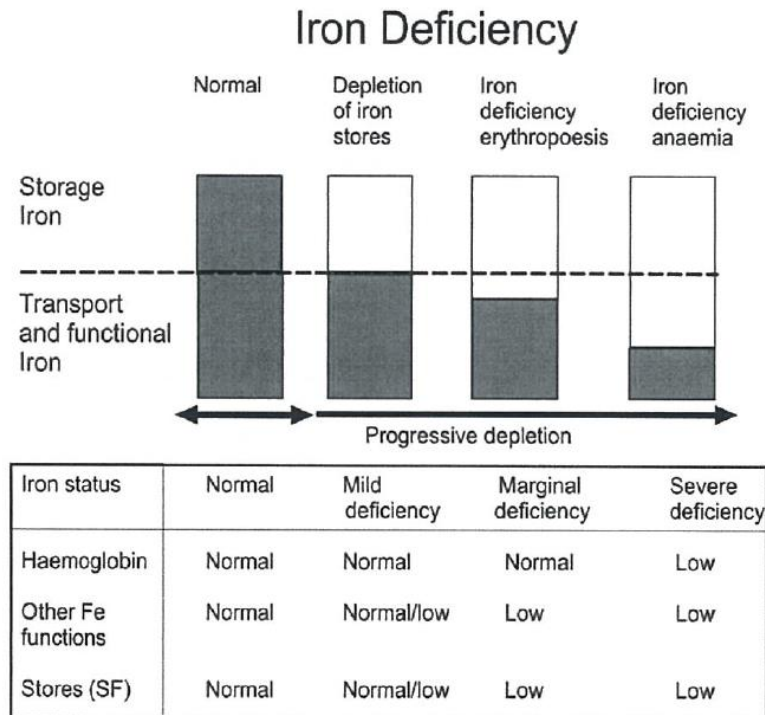 Iron Deficiency
Normal
Depletion
of iron
stores
Iron
deficiency
erythropoesis
Iron
deficiency
anaemia
Storage
Iron
Transport
and functional
Iron
Progressive depletion
Iron status Normal Mild deficiency Marginal deficiency Severe deficiency
Haemoglobin Normal Normal Normal Low
Other Fe functions Normal Normal/low Low Low
Stores (SF) Normal Normal/low Low Low